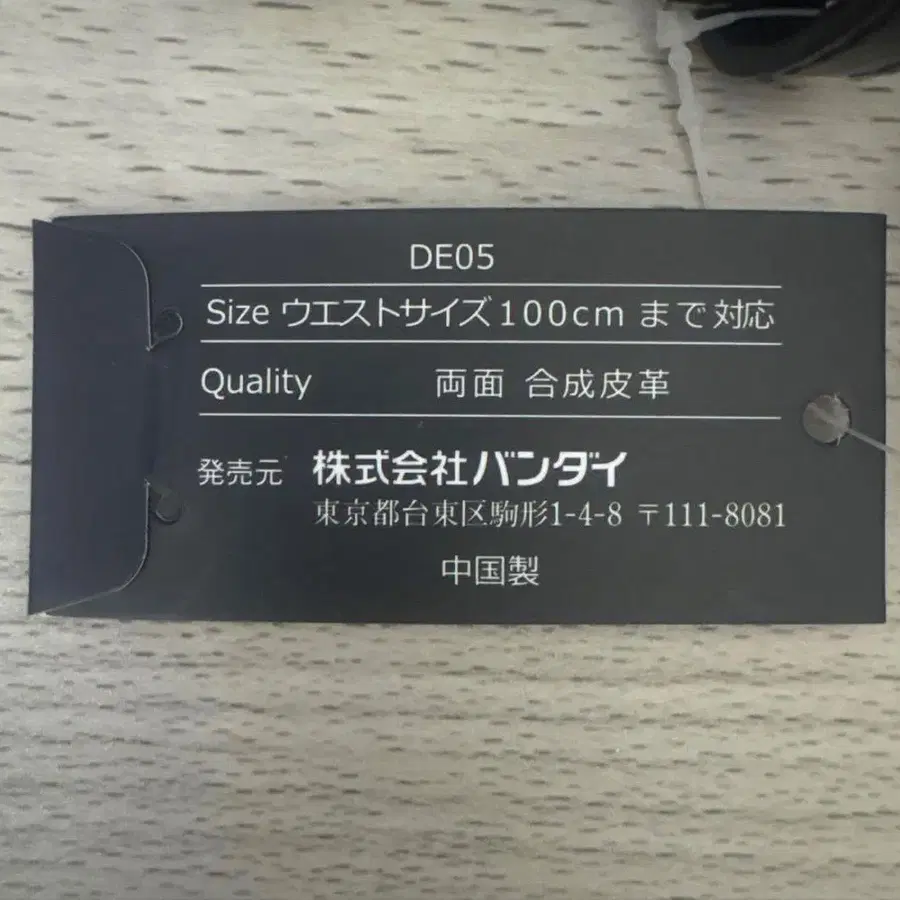 DE05
Size ウエストサイズ100cm まで対応
Quality 両面 合成皮革
発売元 株式会社バンダイ
東京都台東区駒形1-4-8 〒111-8081
中国製